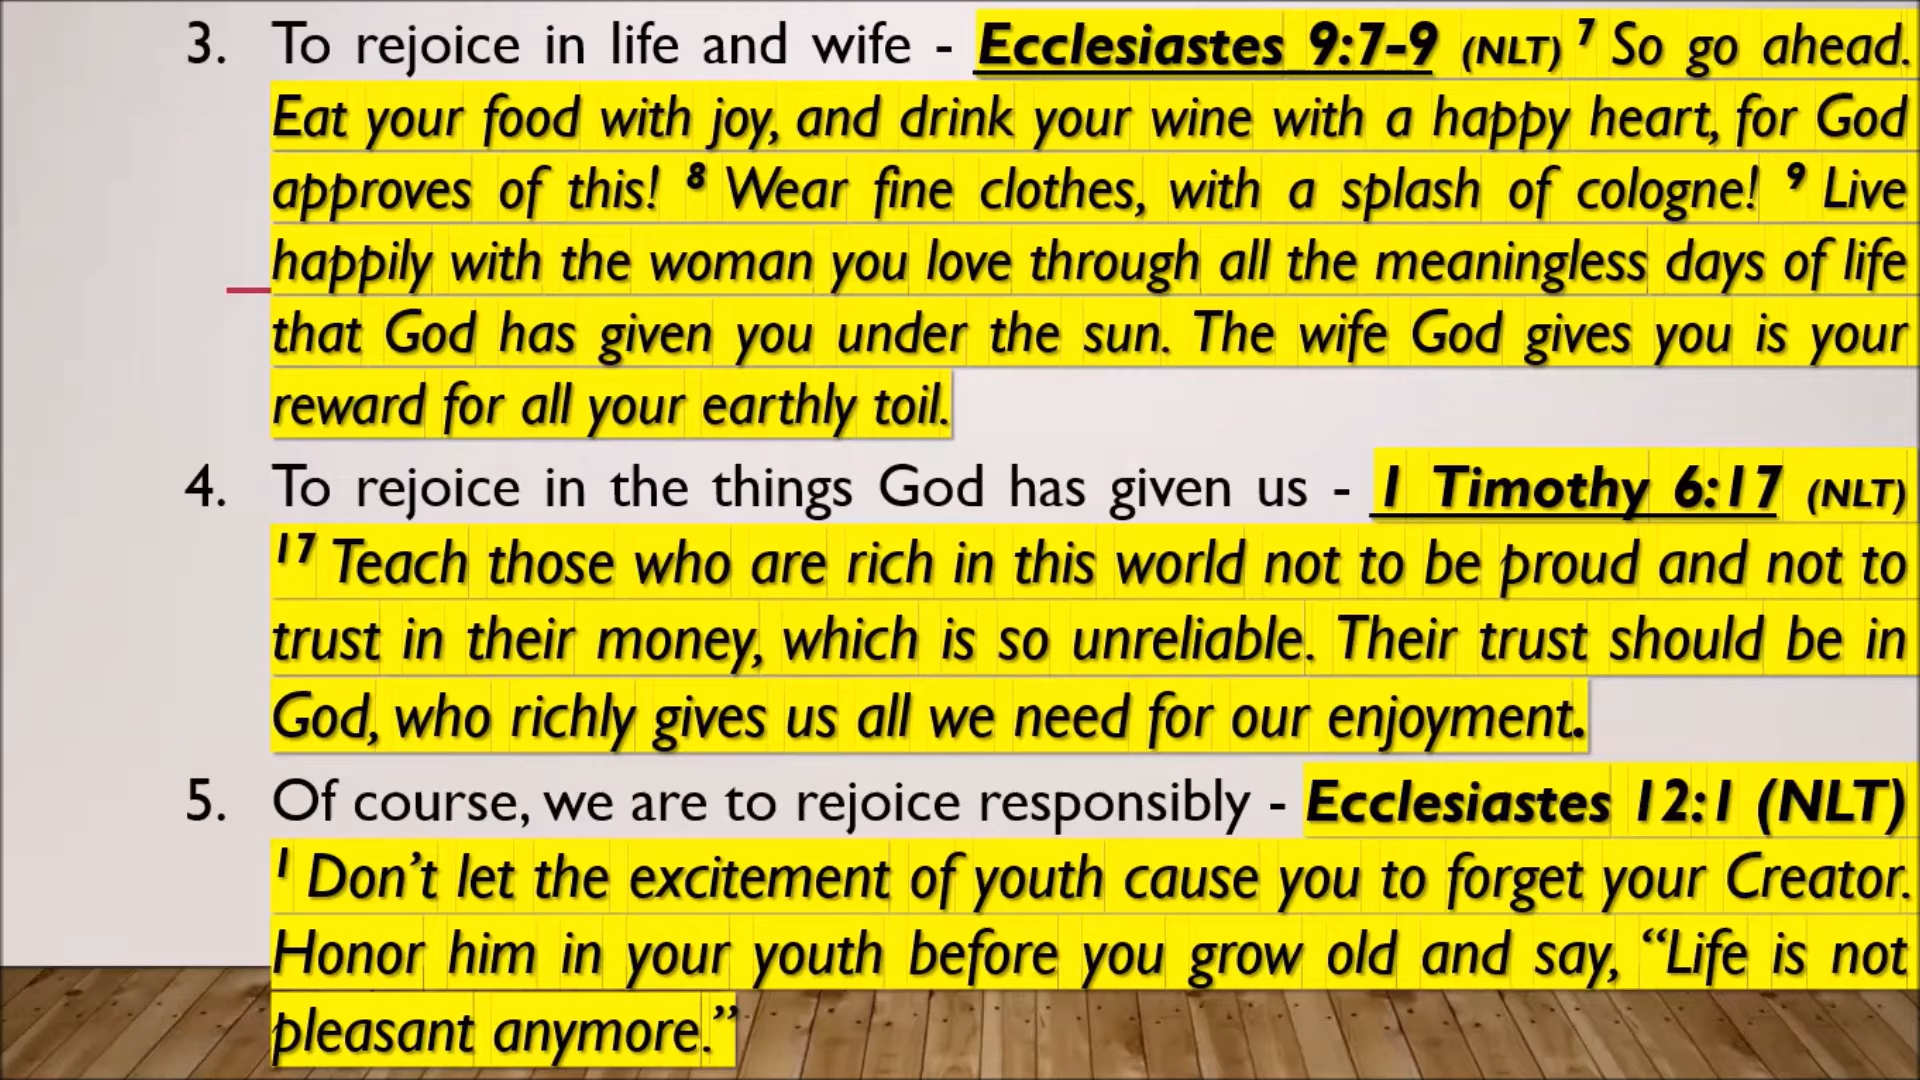 3. To rejoice in life and wife - Ecclesiastes 9:7-9 (NLT) 7 So go ahead.
Eat your food with joy, and drink your wine with a happy heart, for God
approves of this! 8 Wear fine clothes, with a splash of cologne! 9 Live
happily with the woman you love through all the meaningless days of life
that God has given you under the sun. The wife God gives you is your
reward for all your earthly toil.
4. To rejoice in the things God has given us - 1 Timothy 6:17 (NLT)
17 Teach those who are rich in this world not to be proud and not to
trust in their money, which is so unreliable. Their trust should be in
God, who richly gives us all we need for our enjoyment.
5. Of course, we are to rejoice responsibly - Ecclesiastes 12:1 (NLT)
1 Don’t let the excitement of youth cause you to forget your Creator.
Honor him in your youth before you grow old and say, “Life is not
pleasant anymore.”